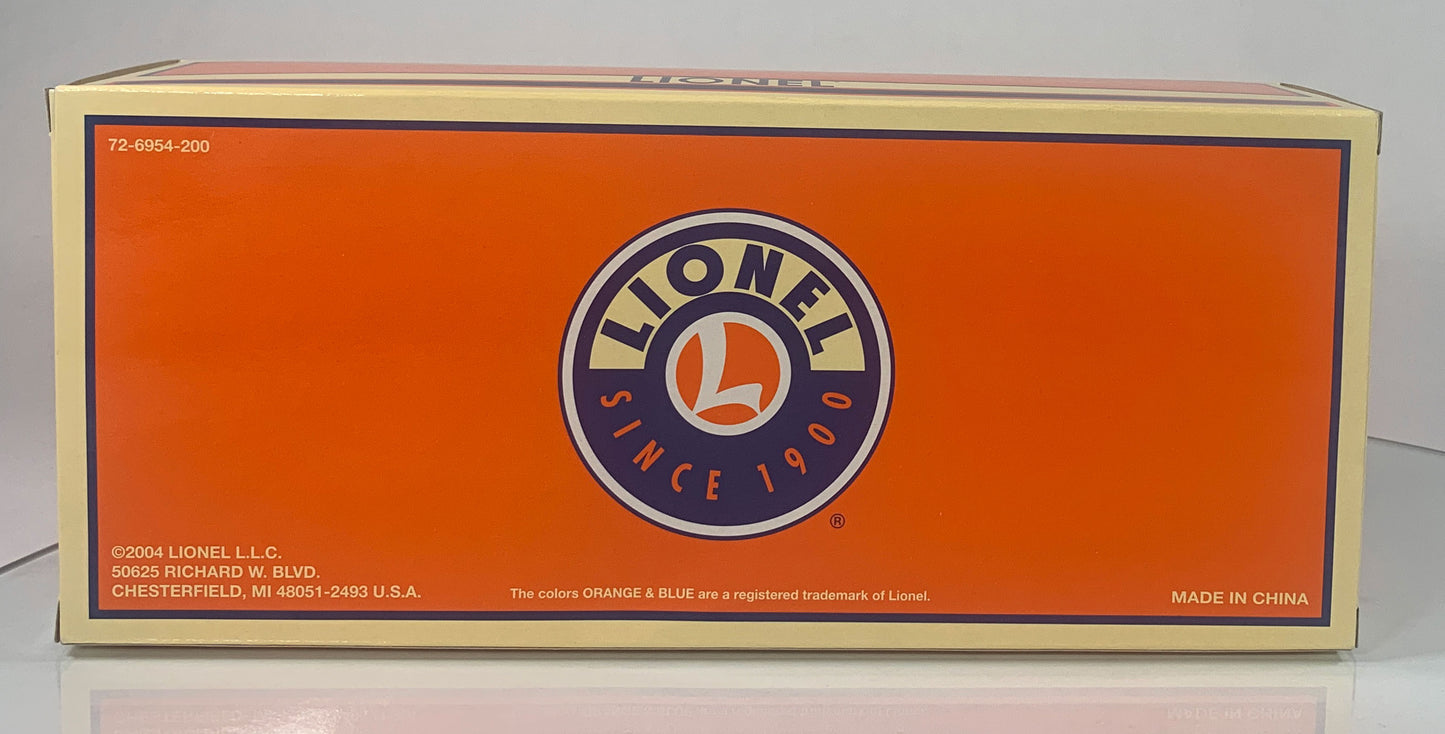 LIONEL
72-6954-200
LIONEL
L
SINCE 1900
®
©2004 LIONEL L.L.C.
50625 RICHARD W. BLVD.
CHESTERFIELD, MI 48051-2493 U.S.A.
The colors ORANGE & BLUE are a registered trademark of Lionel.
MADE IN CHINA